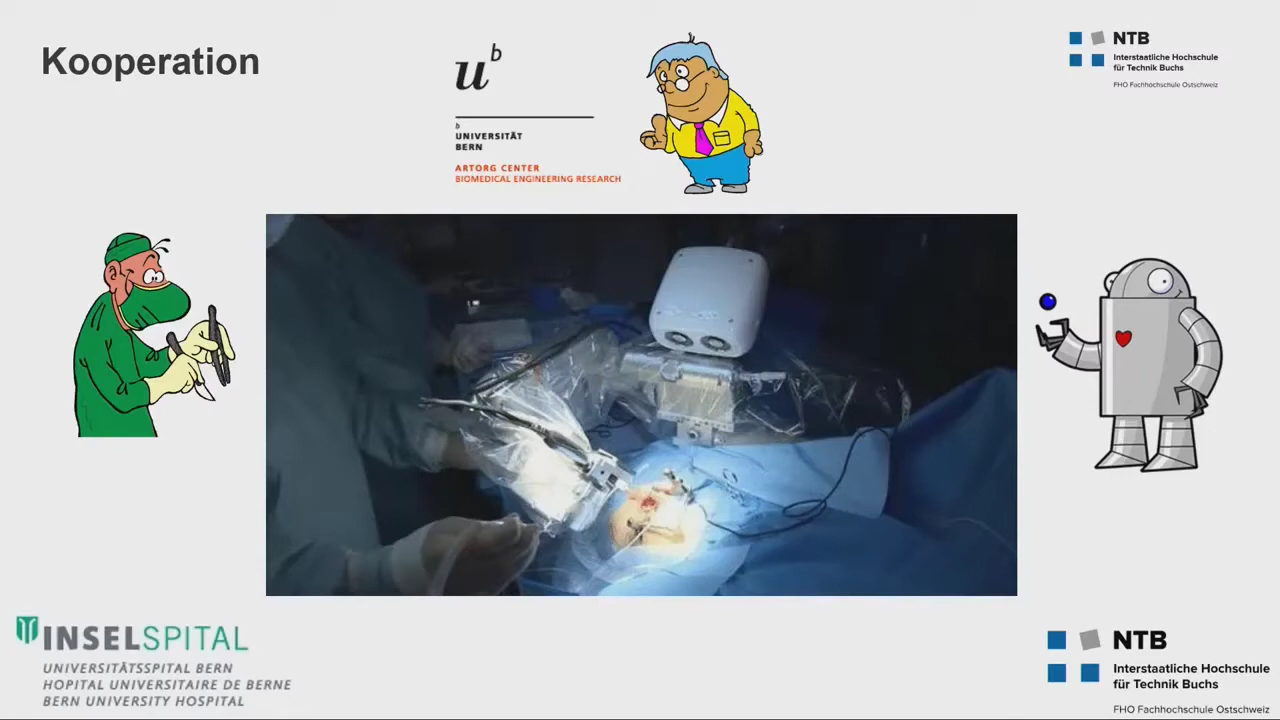 Kooperation
u^b
b
UNIVERSITÄT
BERN
ARTORG CENTER
BIOMEDICAL ENGINEERING RESEARCH
NTB
Interstaatliche Hochschule
für Technik Buchs
FHO Fachhochschule Ostschweiz
INSELSPITAL
UNIVERSITÄTSSPITAL BERN
HOPITAL UNIVERSITAIRE DE BERNE
BERN UNIVERSITY HOSPITAL
NTB
Interstaatliche Hochschule
für Technik Buchs
FHO Fachhochschule Ostschweiz